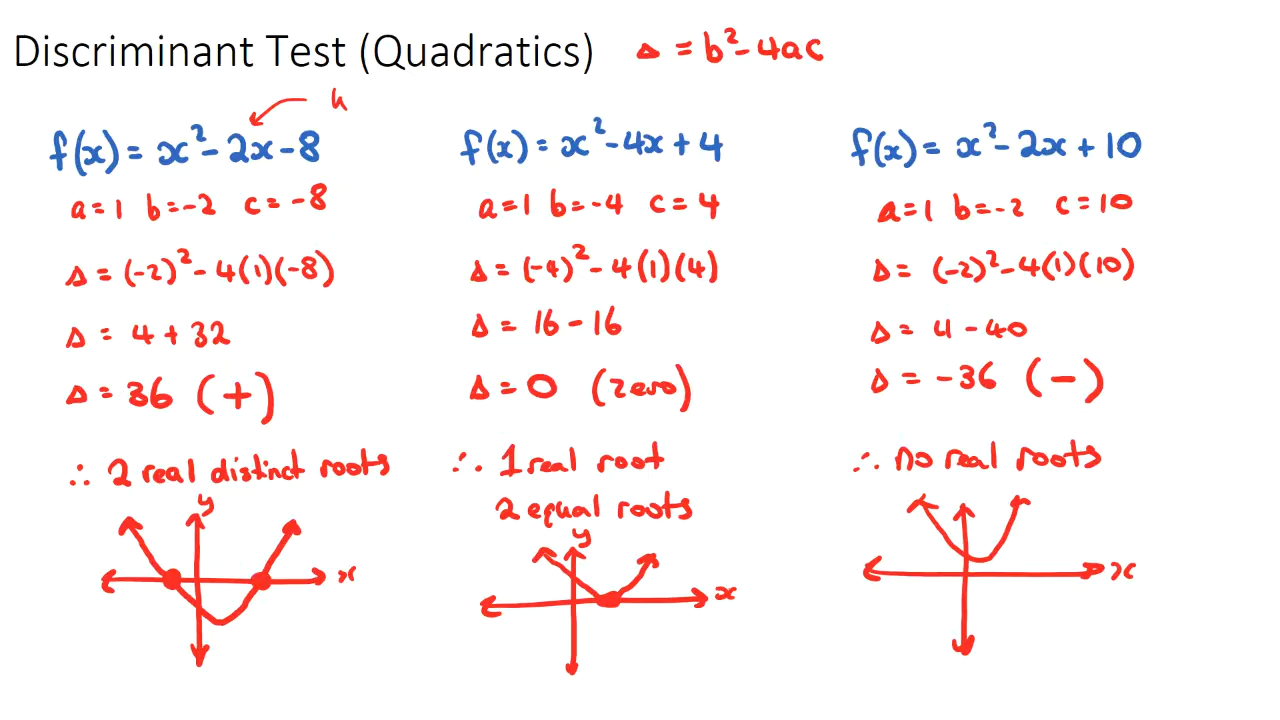 Discriminant Test (Quadratics) Δ = b² - 4ac
f(x) = x² - 2x - 8
a = 1 b = -2 c = -8
Δ = (-2)² - 4(1)(-8)
Δ = 4 + 32
Δ = 36 (+)
∴ 2 real distinct roots
y
x
f(x) = x² - 4x + 4
a = 1 b = -4 c = 4
Δ = (-4)² - 4(1)(4)
Δ = 16 - 16
Δ = 0 (zero)
∴ 1 real root
2 equal roots
y
x
f(x) = x² - 2x + 10
a = 1 b = -2 c = 10
Δ = (-2)² - 4(1)(10)
Δ = 4 - 40
Δ = -36 (-)
∴ no real roots
x